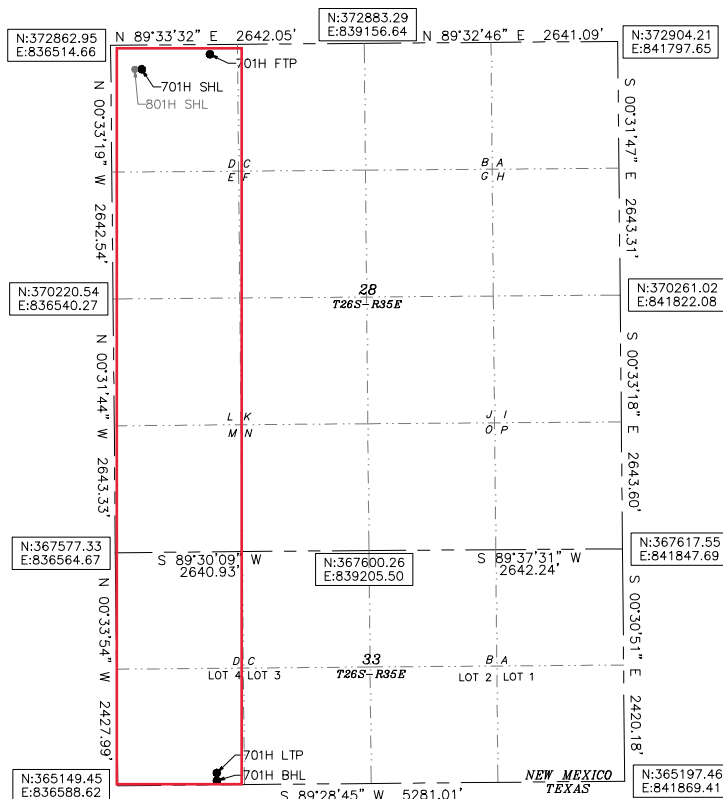 N 89°33'32" E 2642.05'
N:372883.29
E:839156.64
N 89°32'46" E 2641.09'
N:372862.95
E:836514.66
N:372904.21
E:841797.65
701H FTP
701H SHL
801H SHL
N 00°33'19" W 2642.54'
S 00°31'47" E 2643.31'
D C
E F
B A
G H
N:370220.54
E:836540.27
28
T26S-R35E
N:370261.02
E:841822.08
N 00°31'44" W 2643.33'
S 00°33'18" E 2643.60'
L K
M N
J I
O P
N:367577.33
E:836564.67
S 89°30'09" W
2640.93'
N:367600.26
E:839205.50
S 89°37'31" W
2642.24'
N:367617.55
E:841847.69
N 00°33'54" W 2427.99'
S 00°30'51" E 2420.18'
D C
LOT 4 LOT 3
33
T26S-R35E
B A
LOT 2 LOT 1
701H LTP
701H BHL
N:365149.45
E:836588.62
S 89°28'45" W 5281.01'
NEW MEXICO
TEXAS
N:365197.46
E:841869.41